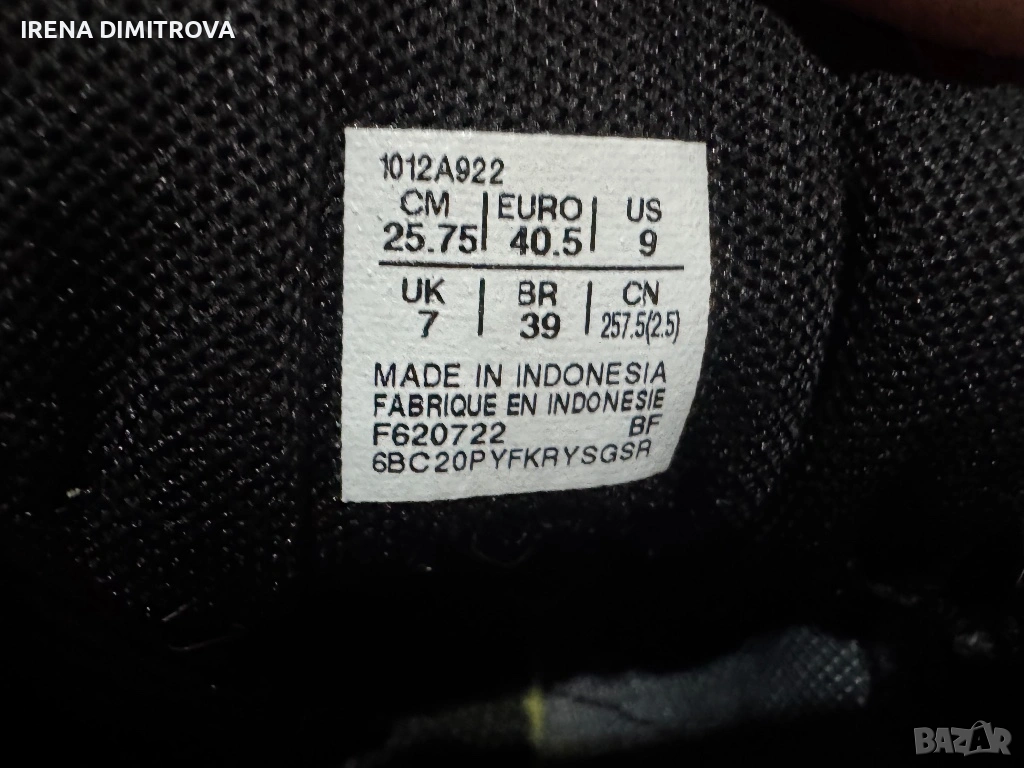 IRENA DIMITROVA
1012A922
CM EURO US
25.75 40.5 9
UK BR CN
7 39 257.5(2.5)
MADE IN INDONESIA
FABRIQUE EN INDONESIE
F620722 BF
6BC20PYFKRYSGSR
BAZAR